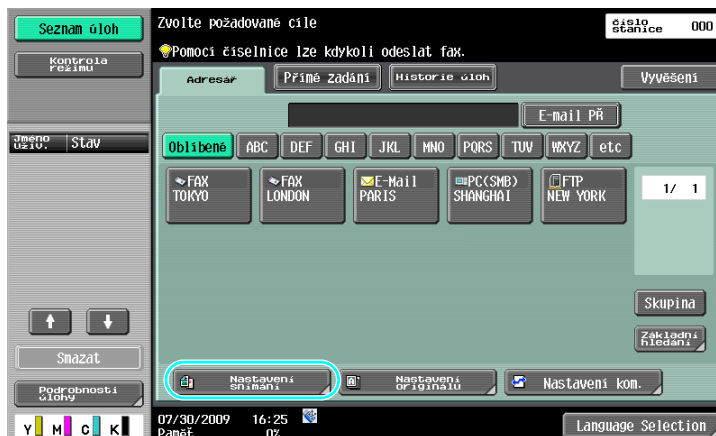 Seznam úloh
Kontrola
režimu
Jméno
uživ.
Stav
Smazat
Podrobnosti
úlohy
Y M C K
Zvolte požadované cíle
číslo
stanice
000
Pomocí číselnice lze kdykoli odeslat fax.
Adresář
Přímé zadání
Historie úloh
Vyvěšení
E-mail PŘ
Oblíbené ABC DEF GHI JKL MNO PQRS TUV WXYZ etc
FAX
TOKYO
FAX
LONDON
E-Mail
PARIS
PC(SMB)
SHANGHAI
FTP
NEW YORK
1/ 1
Skupina
Základní
hledání
Nastavení
snímání
Nastavení
originálu
Nastavení kom.
07/30/2009 16:25
Paměť 0%
Language Selection